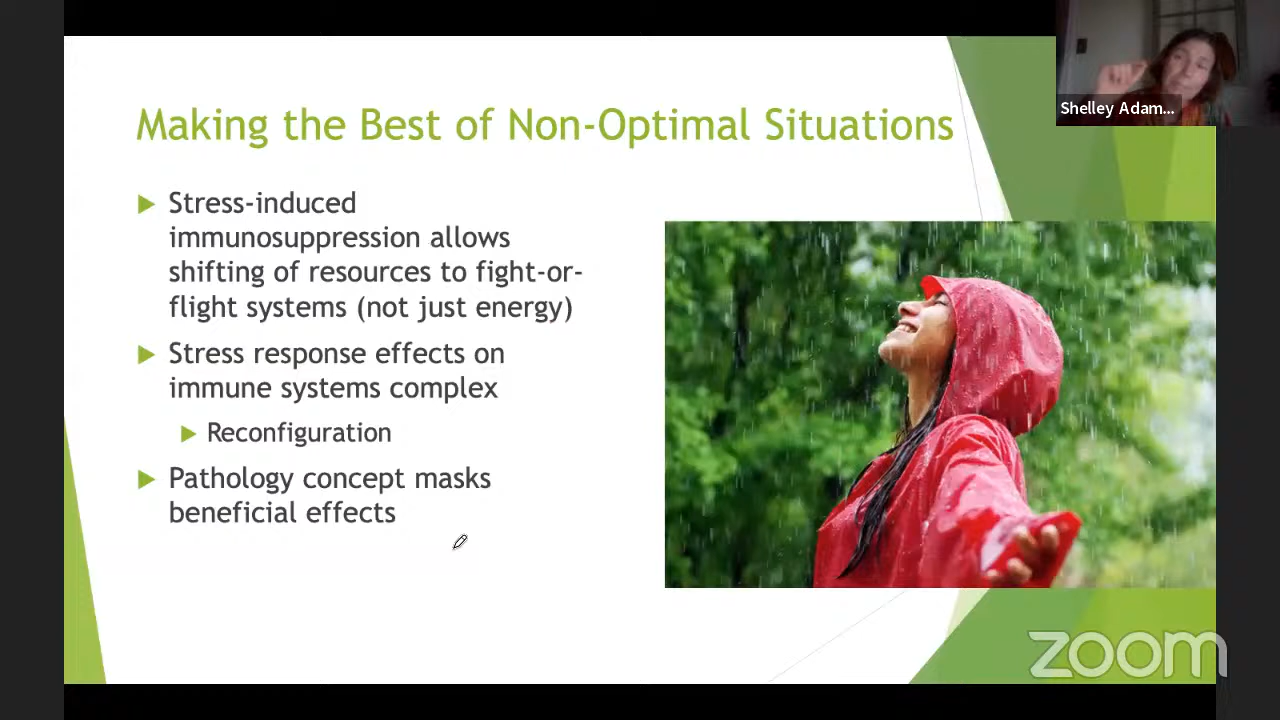 Making the Best of Non-Optimal Situations
Shelley Adam...
Stress-induced
immunosuppression allows
shifting of resources to fight-or-
flight systems (not just energy)
Stress response effects on
immune systems complex
Reconfiguration
Pathology concept masks
beneficial effects
zoom